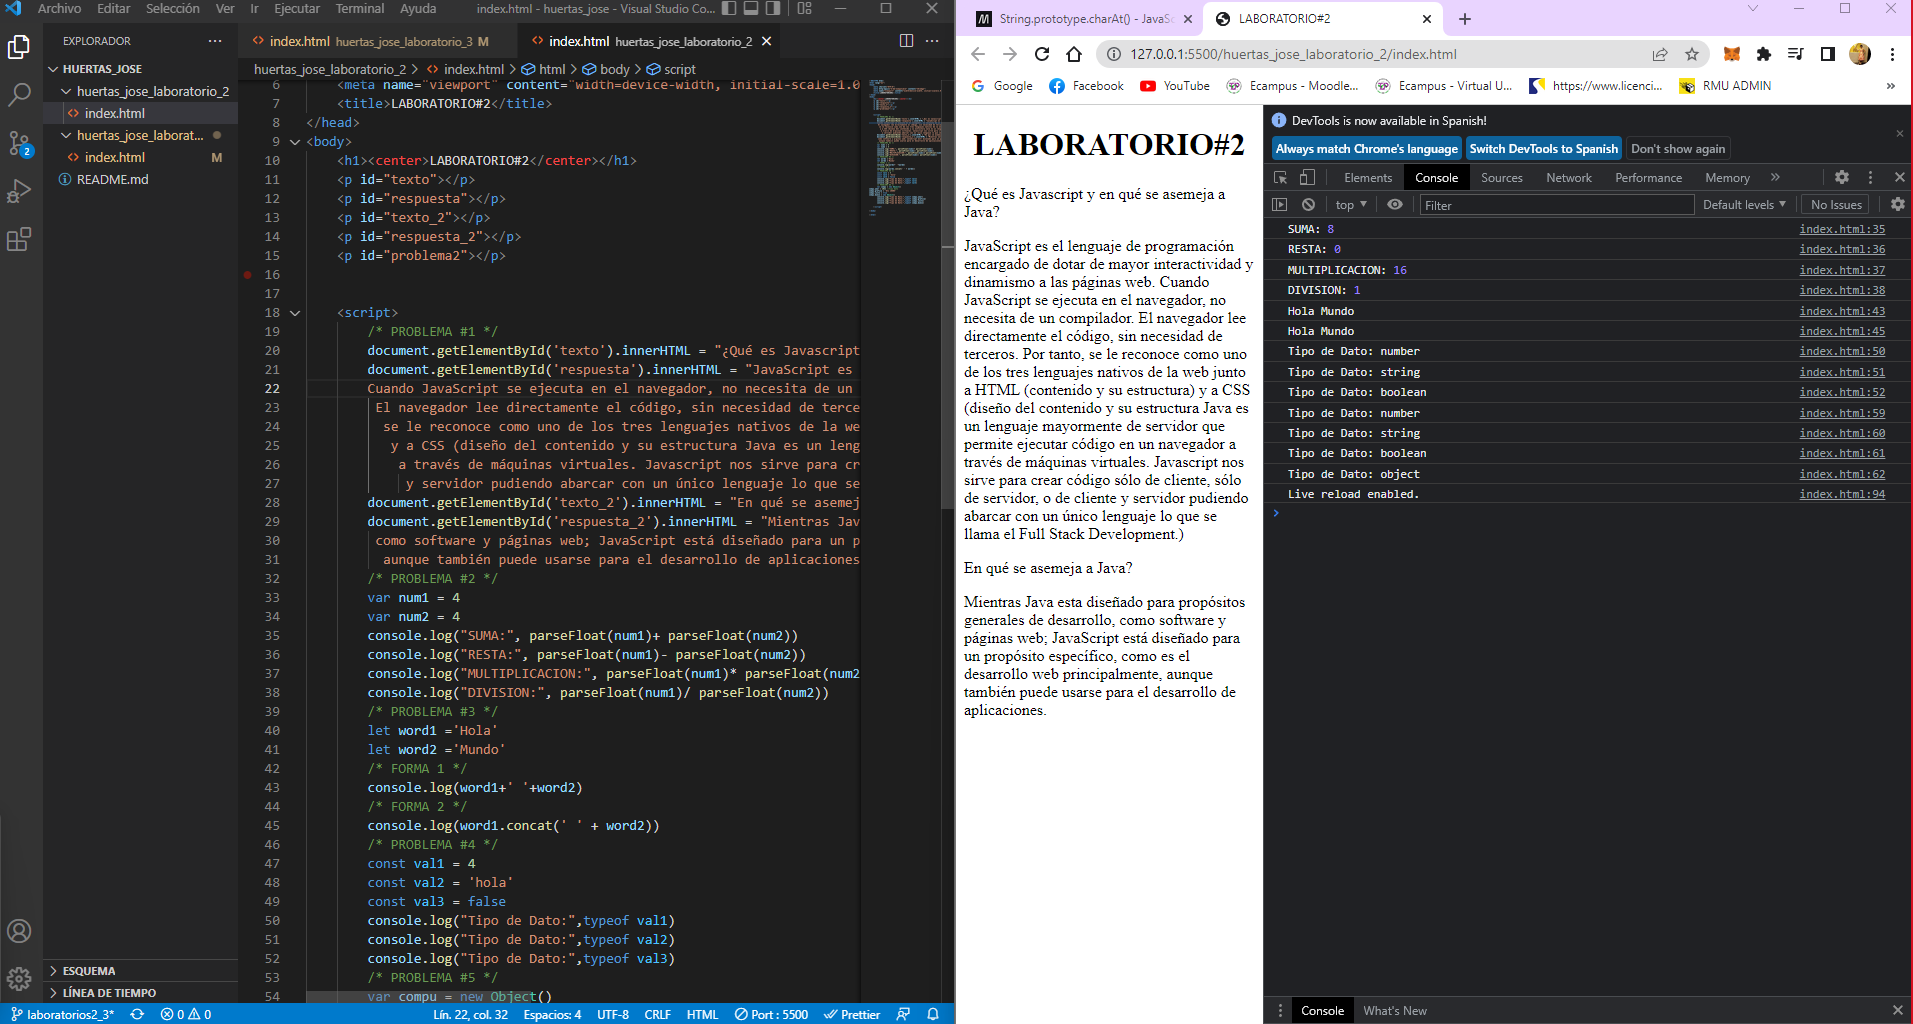 Archivo Editar Selección Ver Ir Ejecutar Terminal Ayuda index.html - huertas_jose - Visual Studio Co...
EXPLORADOR
HUERTAS_JOSE
huertas_jose_laboratorio_2
index.html
huertas_jose_laborat...
index.html M
README.md
2
ESQUEMA
LÍNEA DE TIEMPO
index.html huertas_jose_laboratorio_3 M
index.html huertas_jose_laboratorio_2
huertas_jose_laboratorio_2 > index.html > html > body > script
6 <meta name="viewport" content="width=device-width, initial-scale=1.0
7 <title>LABORATORIO#2</title>
8 </head>
9 <body>
10 <h1><center>LABORATORIO#2</center></h1>
11 <p id="texto"></p>
12 <p id="respuesta"></p>
13 <p id="texto_2"></p>
14 <p id="respuesta_2"></p>
15 <p id="problema2"></p>
16
17
18 <script>
19 /* PROBLEMA #1 */
20 document.getElementById('texto').innerHTML = "¿Qué es Javascript
21 document.getElementById('respuesta').innerHTML = "JavaScript es
22 Cuando JavaScript se ejecuta en el navegador, no necesita de un
23 El navegador lee directamente el código, sin necesidad de terce
24 se le reconoce como uno de los tres lenguajes nativos de la we
25 y a CSS (diseño del contenido y su estructura Java es un leng
26 a través de máquinas virtuales. Javascript nos sirve para cr
27 y servidor pudiendo abarcar con un único lenguaje lo que se
28 document.getElementById('texto_2').innerHTML = "En qué se asemej
29 document.getElementById('respuesta_2').innerHTML = "Mientras Jav
30 como software y páginas web; JavaScript está diseñado para un p
31 aunque también puede usarse para el desarrollo de aplicaciones
32 /* PROBLEMA #2 */
33 var num1 = 4
34 var num2 = 4
35 console.log("SUMA:", parseFloat(num1)+ parseFloat(num2))
36 console.log("RESTA:", parseFloat(num1)- parseFloat(num2))
37 console.log("MULTIPLICACION:", parseFloat(num1)* parseFloat(num2
38 console.log("DIVISION:", parseFloat(num1)/ parseFloat(num2))
39 /* PROBLEMA #3 */
40 let word1 ='Hola'
41 let word2 ='Mundo'
42 /* FORMA 1 */
43 console.log(word1+' '+word2)
44 /* FORMA 2 */
45 console.log(word1.concat(' ' + word2))
46 /* PROBLEMA #4 */
47 const val1 = 4
48 const val2 = 'hola'
49 const val3 = false
50 console.log("Tipo de Dato:",typeof val1)
51 console.log("Tipo de Dato:",typeof val2)
52 console.log("Tipo de Dato:",typeof val3)
53 /* PROBLEMA #5 */
54 var compu = new Object()
laboratorios2_3* 0 0 Lín. 22, col. 32 Espacios: 4 UTF-8 CRLF HTML Port : 5500 Prettier
String.prototype.charAt() - JavaSc
LABORATORIO#2
127.0.0.1:5500/huertas_jose_laboratorio_2/index.html
Google Facebook YouTube Ecampus - Moodle... Ecampus - Virtual U... https://www.licenci... RMU ADMIN »
LABORATORIO#2
¿Qué es Javascript y en qué se asemeja a
Java?
JavaScript es el lenguaje de programación
encargado de dotar de mayor interactividad y
dinamismo a las páginas web. Cuando
JavaScript se ejecuta en el navegador, no
necesita de un compilador. El navegador lee
directamente el código, sin necesidad de
terceros. Por tanto, se le reconoce como uno
de los tres lenguajes nativos de la web junto
a HTML (contenido y su estructura) y a CSS
(diseño del contenido y su estructura Java es
un lenguaje mayormente de servidor que
permite ejecutar código en un navegador a
través de máquinas virtuales. Javascript nos
sirve para crear código sólo de cliente, sólo
de servidor, o de cliente y servidor pudiendo
abarcar con un único lenguaje lo que se
llama el Full Stack Development.)
En qué se asemeja a Java?
Mientras Java esta diseñado para propósitos
generales de desarrollo, como software y
páginas web; JavaScript está diseñado para
un propósito específico, como es el
desarrollo web principalmente, aunque
también puede usarse para el desarrollo de
aplicaciones.
DevTools is now available in Spanish!
Always match Chrome's language Switch DevTools to Spanish Don't show again
Elements Console Sources Network Performance Memory »
top Filter Default levels No Issues
SUMA: 8 index.html:35
RESTA: 0 index.html:36
MULTIPLICACION: 16 index.html:37
DIVISION: 1 index.html:38
Hola Mundo index.html:43
Hola Mundo index.html:45
Tipo de Dato: number index.html:50
Tipo de Dato: string index.html:51
Tipo de Dato: boolean index.html:52
Tipo de Dato: number index.html:59
Tipo de Dato: string index.html:60
Tipo de Dato: boolean index.html:61
Tipo de Dato: object index.html:62
Live reload enabled. index.html:94
Console What's New